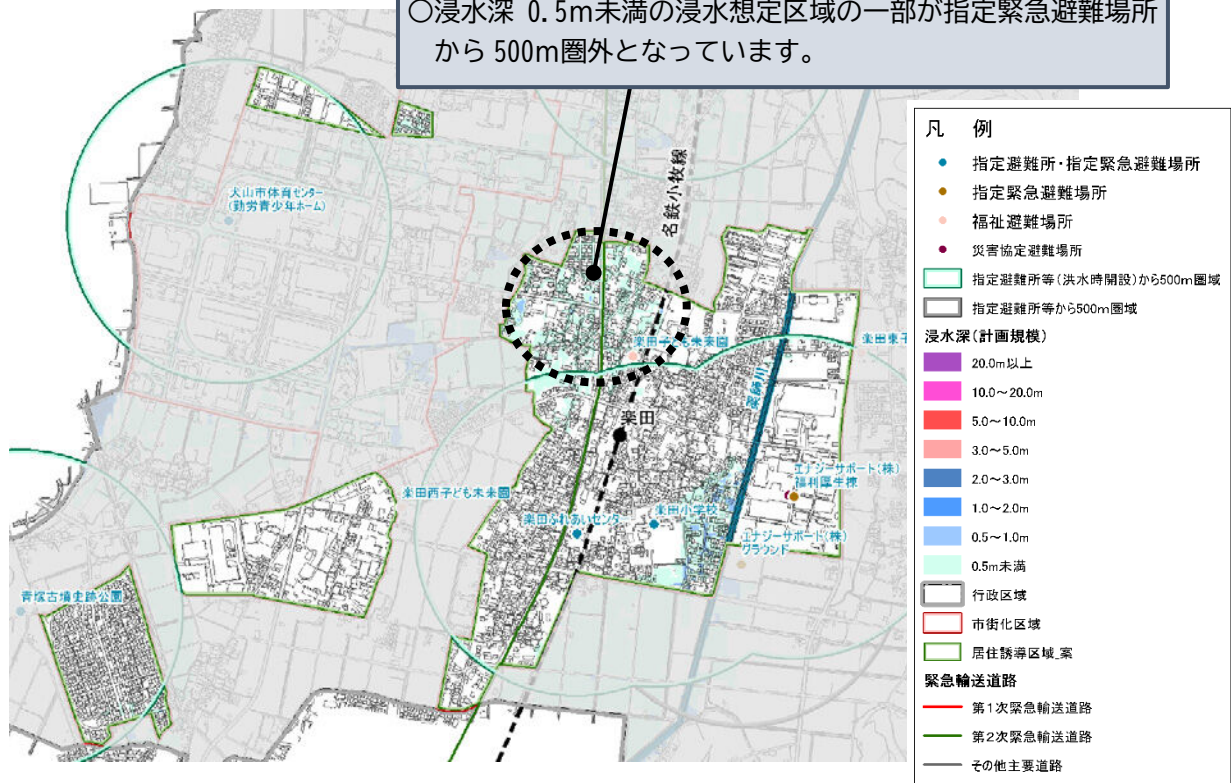 ○浸水深 0.5m未満の浸水想定区域の一部が指定緊急避難場所
から 500m圏外となっています。
犬山市体育センター
(勤労青少年ホーム)
名鉄小牧線
楽田子ども未来園
楽田東子
薬師川
楽田
エナジーサポート(株)
福利厚生棟
楽田西子ども未来園
楽田ふれあいセンター
楽田小学校
エナジーサポート(株)
グラウンド
青塚古墳史跡公園
凡 例
指定避難所・指定緊急避難場所
指定緊急避難場所
福祉避難場所
災害協定避難場所
指定避難所等(洪水時開設)から500m圏域
指定避難所等から500m圏域
浸水深(計画規模)
20.0m以上
10.0～20.0m
5.0～10.0m
3.0～5.0m
2.0～3.0m
1.0～2.0m
0.5～1.0m
0.5m未満
行政区域
市街化区域
居住誘導区域_案
緊急輸送道路
第1次緊急輸送道路
第2次緊急輸送道路
その他主要道路